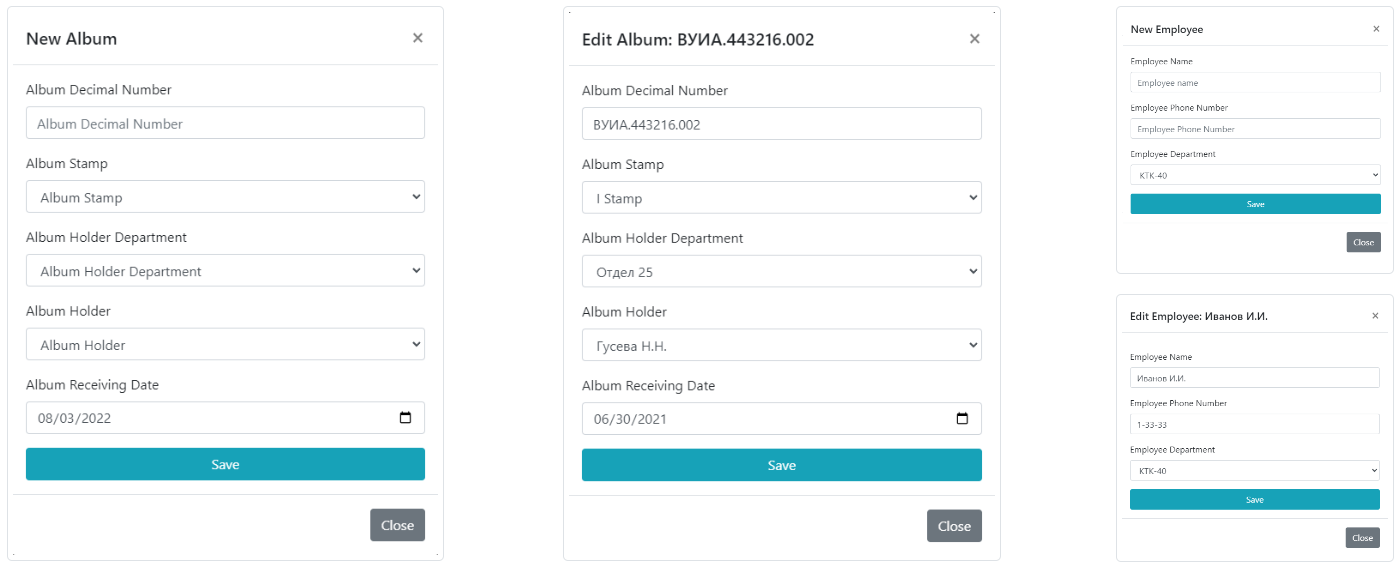 New Album
×
Album Decimal Number
Album Decimal Number
Album Stamp
Album Stamp
Album Holder Department
Album Holder Department
Album Holder
Album Holder
Album Receiving Date
08/03/2022
Save
Close
Edit Album: ВУИА.443216.002
×
Album Decimal Number
ВУИА.443216.002
Album Stamp
I Stamp
Album Holder Department
Отдел 25
Album Holder
Гусева Н.Н.
Album Receiving Date
06/30/2021
Save
Close
New Employee
×
Employee Name
Employee name
Employee Phone Number
Employee Phone Number
Employee Department
КТК-40
Save
Close
Edit Employee: Иванов И.И.
×
Employee Name
Иванов И.И.
Employee Phone Number
1-33-33
Employee Department
КТК-40
Save
Close